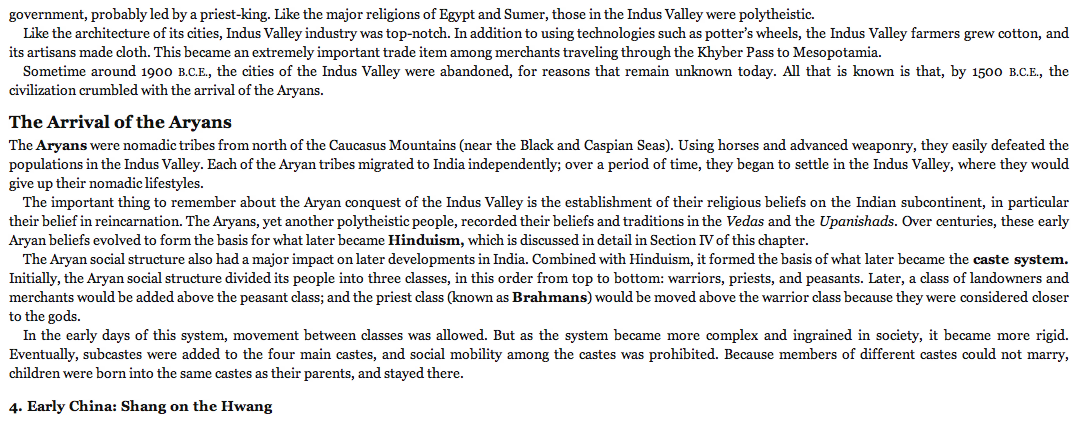 government, probably led by a priest-king. Like the major religions of Egypt and Sumer, those in the Indus Valley were polytheistic.
Like the architecture of its cities, Indus Valley industry was top-notch. In addition to using technologies such as potter’s wheels, the Indus Valley farmers grew cotton, and
its artisans made cloth. This became an extremely important trade item among merchants traveling through the Khyber Pass to Mesopotamia.
Sometime around 1900 B.C.E., the cities of the Indus Valley were abandoned, for reasons that remain unknown today. All that is known is that, by 1500 B.C.E., the
civilization crumbled with the arrival of the Aryans.
The Arrival of the Aryans
The Aryans were nomadic tribes from north of the Caucasus Mountains (near the Black and Caspian Seas). Using horses and advanced weaponry, they easily defeated the
populations in the Indus Valley. Each of the Aryan tribes migrated to India independently; over a period of time, they began to settle in the Indus Valley, where they would
give up their nomadic lifestyles.
The important thing to remember about the Aryan conquest of the Indus Valley is the establishment of their religious beliefs on the Indian subcontinent, in particular
their belief in reincarnation. The Aryans, yet another polytheistic people, recorded their beliefs and traditions in the Vedas and the Upanishads. Over centuries, these early
Aryan beliefs evolved to form the basis for what later became Hinduism, which is discussed in detail in Section IV of this chapter.
The Aryan social structure also had a major impact on later developments in India. Combined with Hinduism, it formed the basis of what later became the caste system.
Initially, the Aryan social structure divided its people into three classes, in this order from top to bottom: warriors, priests, and peasants. Later, a class of landowners and
merchants would be added above the peasant class; and the priest class (known as Brahmans) would be moved above the warrior class because they were considered closer
to the gods.
In the early days of this system, movement between classes was allowed. But as the system became more complex and ingrained in society, it became more rigid.
Eventually, subcastes were added to the four main castes, and social mobility among the castes was prohibited. Because members of different castes could not marry,
children were born into the same castes as their parents, and stayed there.
4. Early China: Shang on the Hwang